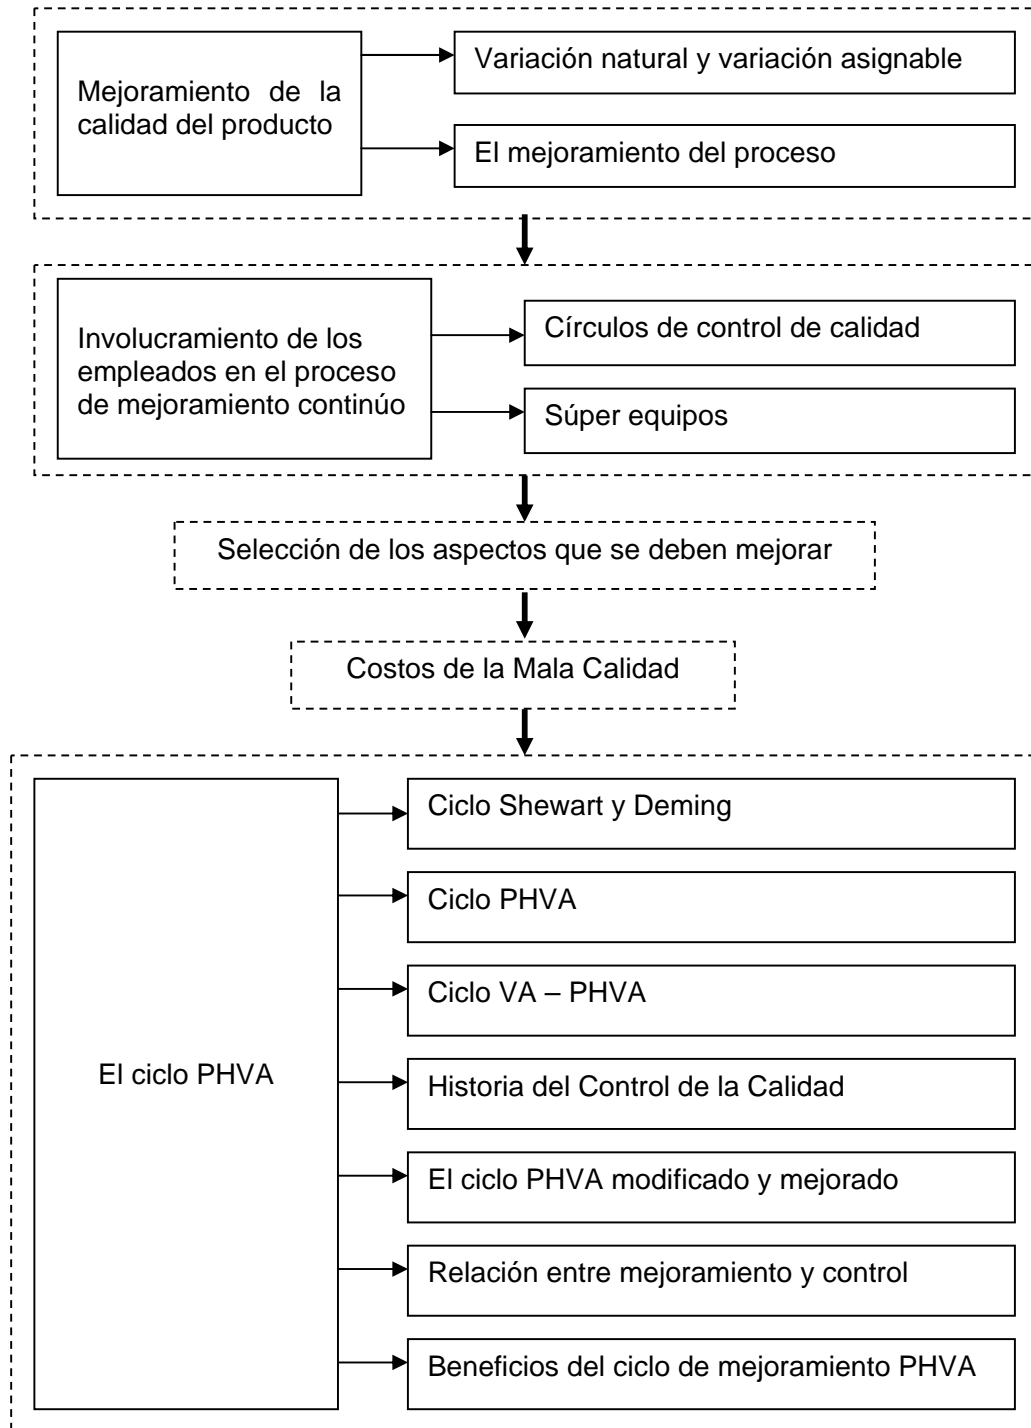 Mejoramiento de la
calidad del producto
Variación natural y variación asignable
El mejoramiento del proceso
Involucramiento de los
empleados en el proceso
de mejoramiento continúo
Círculos de control de calidad
Súper equipos
Selección de los aspectos que se deben mejorar
Costos de la Mala Calidad
El ciclo PHVA
Ciclo Shewart y Deming
Ciclo PHVA
Ciclo VA – PHVA
Historia del Control de la Calidad
El ciclo PHVA modificado y mejorado
Relación entre mejoramiento y control
Beneficios del ciclo de mejoramiento PHVA